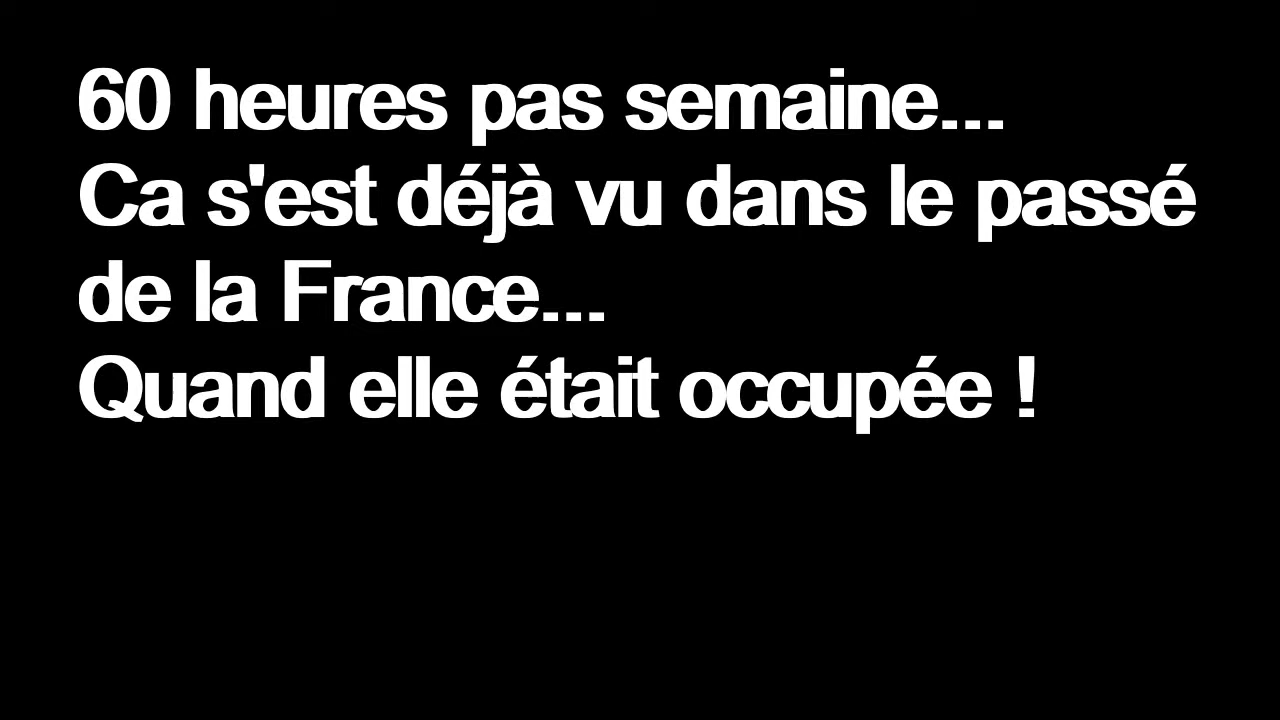 60 heures pas semaine...
Ca s'est déjà vu dans le passé
de la France...
Quand elle était occupée !